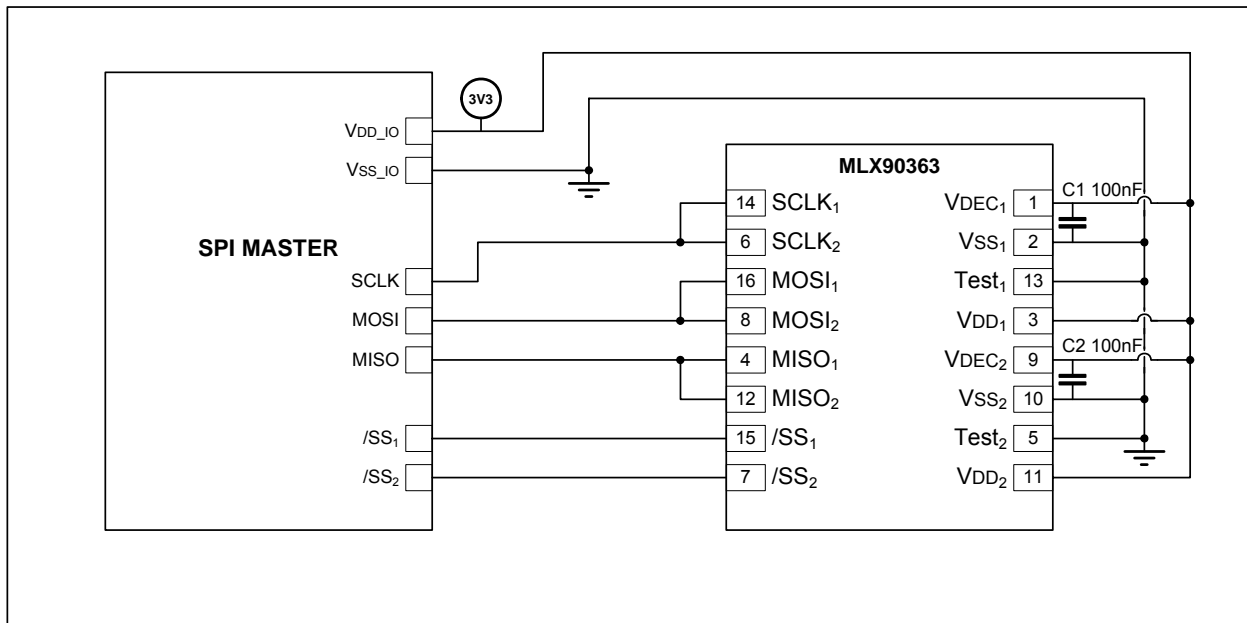 3V3
VDD_IO
VSS_IO
SPI MASTER
SCLK
MOSI
MISO
/SS1
/SS2
MLX90363
14 SCLK1
6 SCLK2
16 MOSI1
8 MOSI2
4 MISO1
12 MISO2
15 /SS1
7 /SS2
VDEC1 1
VSS1 2
Test1 13
VDD1 3
VDEC2 9
VSS2 10
Test2 5
VDD2 11
C1 100nF
C2 100nF